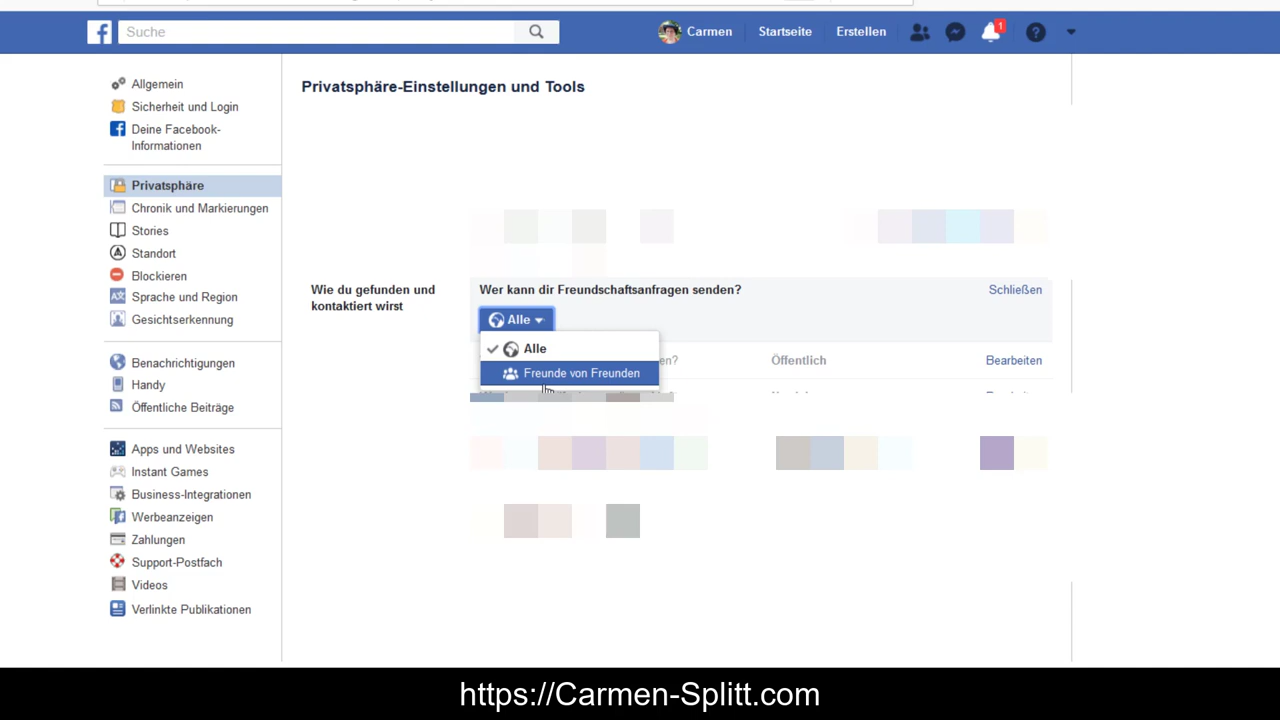 Suche
Carmen
Startseite
Erstellen
1
Allgemein
Sicherheit und Login
Deine Facebook-
Informationen
Privatsphäre
Chronik und Markierungen
Stories
Standort
Blockieren
Sprache und Region
Gesichtserkennung
Benachrichtigungen
Handy
Öffentliche Beiträge
Apps und Websites
Instant Games
Business-Integrationen
Werbeanzeigen
Zahlungen
Support-Postfach
Videos
Verlinkte Publikationen
Privatsphäre-Einstellungen und Tools
Wie du gefunden und
kontaktiert wirst
Wer kann dir Freundschaftsanfragen senden?
Schließen
Alle
Alle
Freunde von Freunden
Öffentlich
Bearbeiten
https://Carmen-Splitt.com